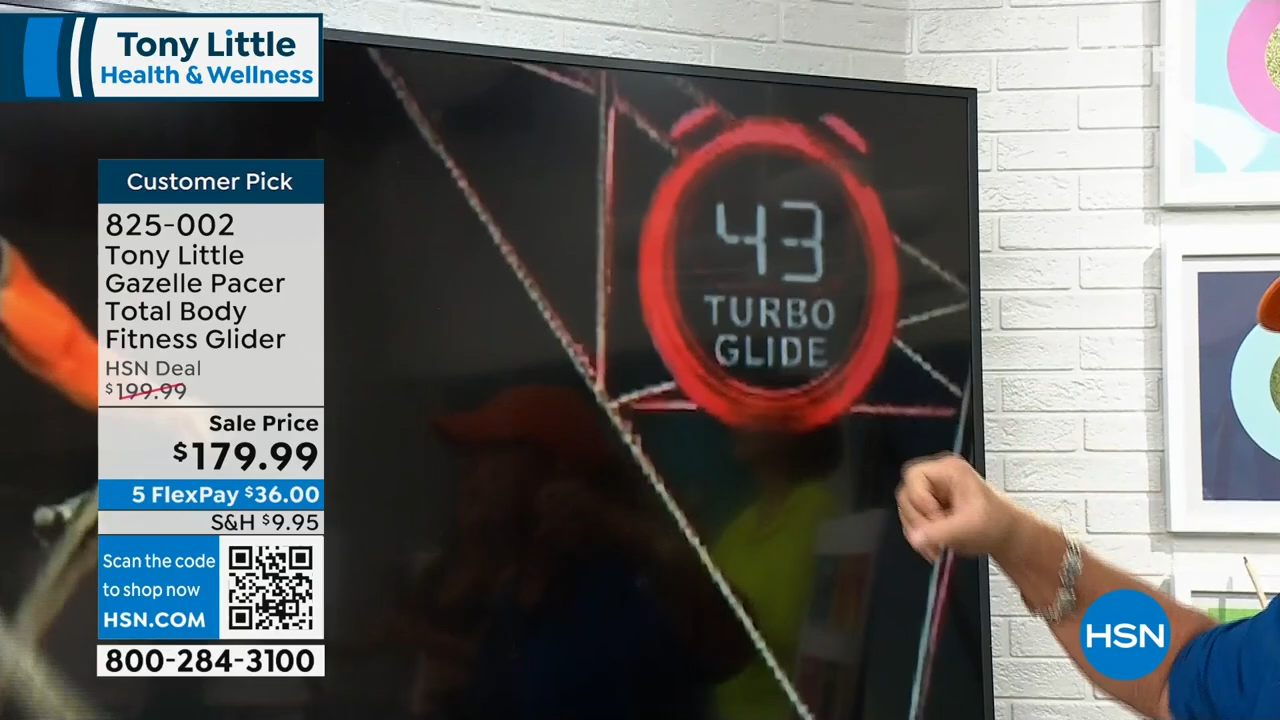 Tony Little
Health & Wellness
Customer Pick
825-002
Tony Little
Gazelle Pacer
Total Body
Fitness Glider
HSN Deal
$199.99
Sale Price
$179.99
5 FlexPay $36.00
S&H $9.95
Scan the code
to shop now
HSN.COM
800-284-3100
43
TURBO
GLIDE
HSN